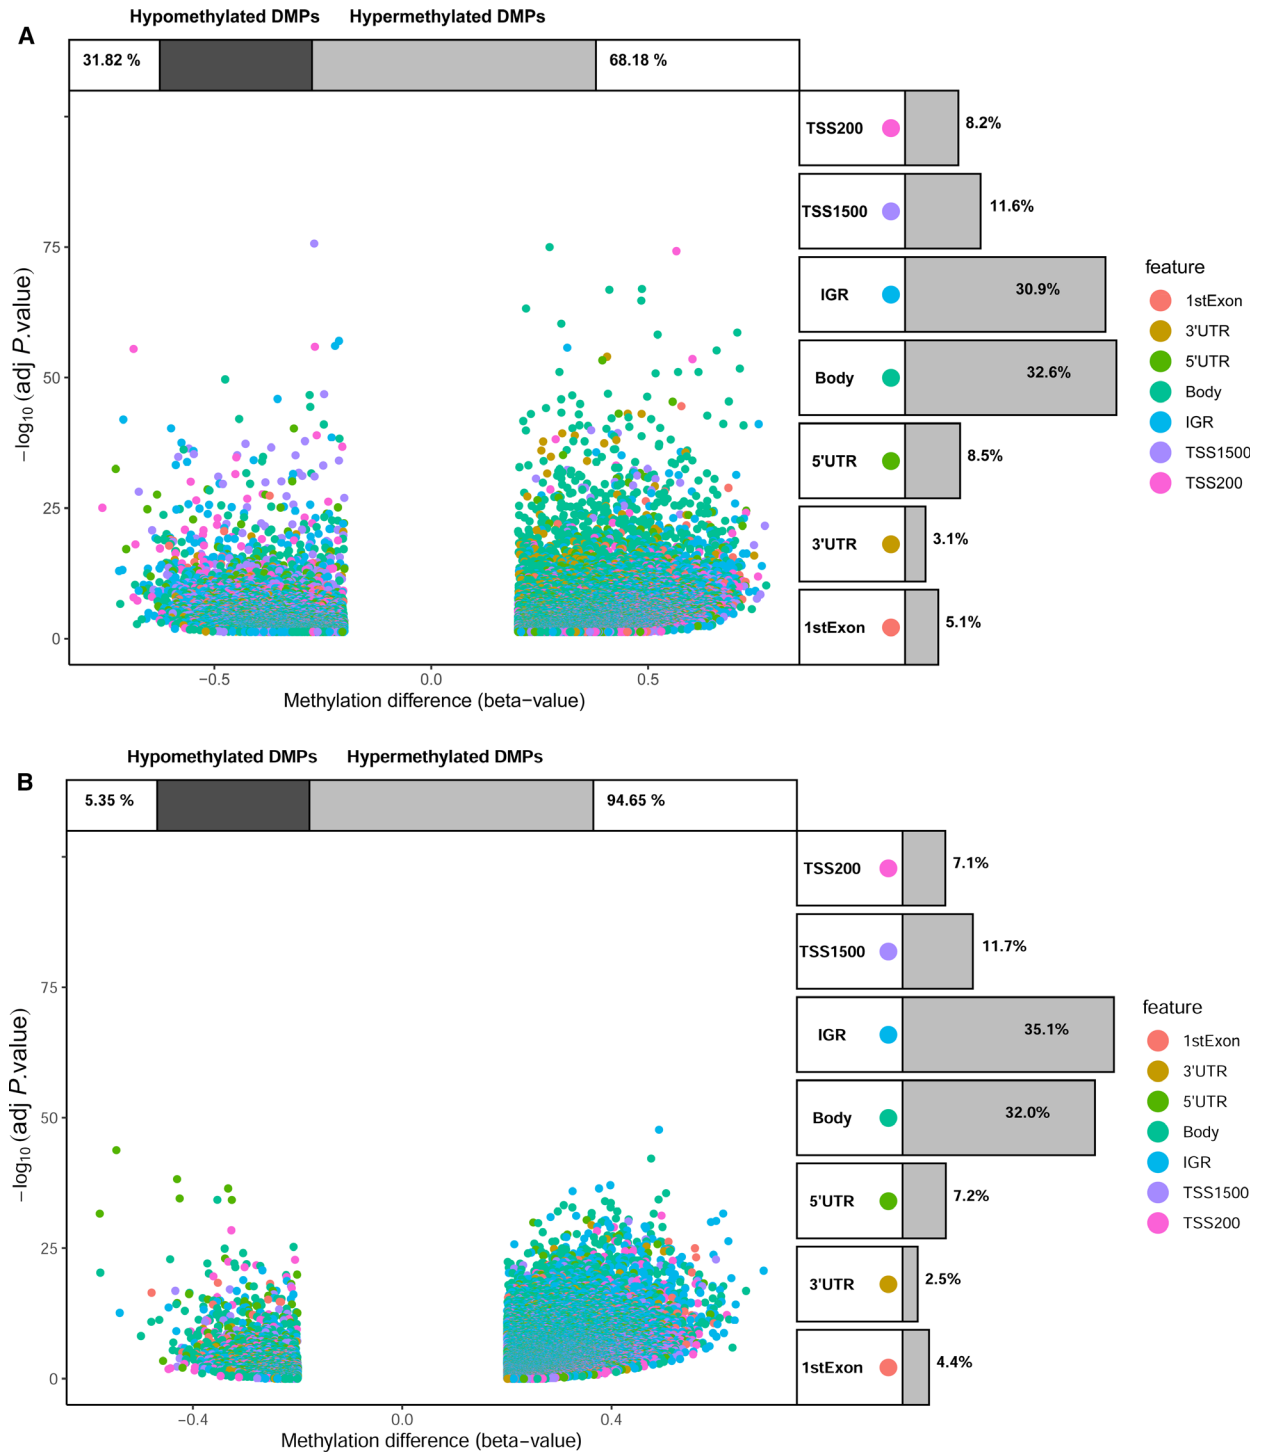 Hypomethylated DMPs Hypermethylated DMPs
A
31.82 % 68.18 %
TSS200 8.2%
TSS1500 11.6%
IGR 30.9%
Body 32.6%
5'UTR 8.5%
3'UTR 3.1%
1stExon 5.1%
feature
1stExon
3'UTR
5'UTR
Body
IGR
TSS1500
TSS200
75
50
25
0
−log10 (adj P.value)
−0.5 0.0 0.5
Methylation difference (beta−value)
Hypomethylated DMPs Hypermethylated DMPs
B
5.35 % 94.65 %
TSS200 7.1%
TSS1500 11.7%
IGR 35.1%
Body 32.0%
5'UTR 7.2%
3'UTR 2.5%
1stExon 4.4%
feature
1stExon
3'UTR
5'UTR
Body
IGR
TSS1500
TSS200
75
50
25
0
−log10 (adj P.value)
−0.4 0.0 0.4
Methylation difference (beta−value)